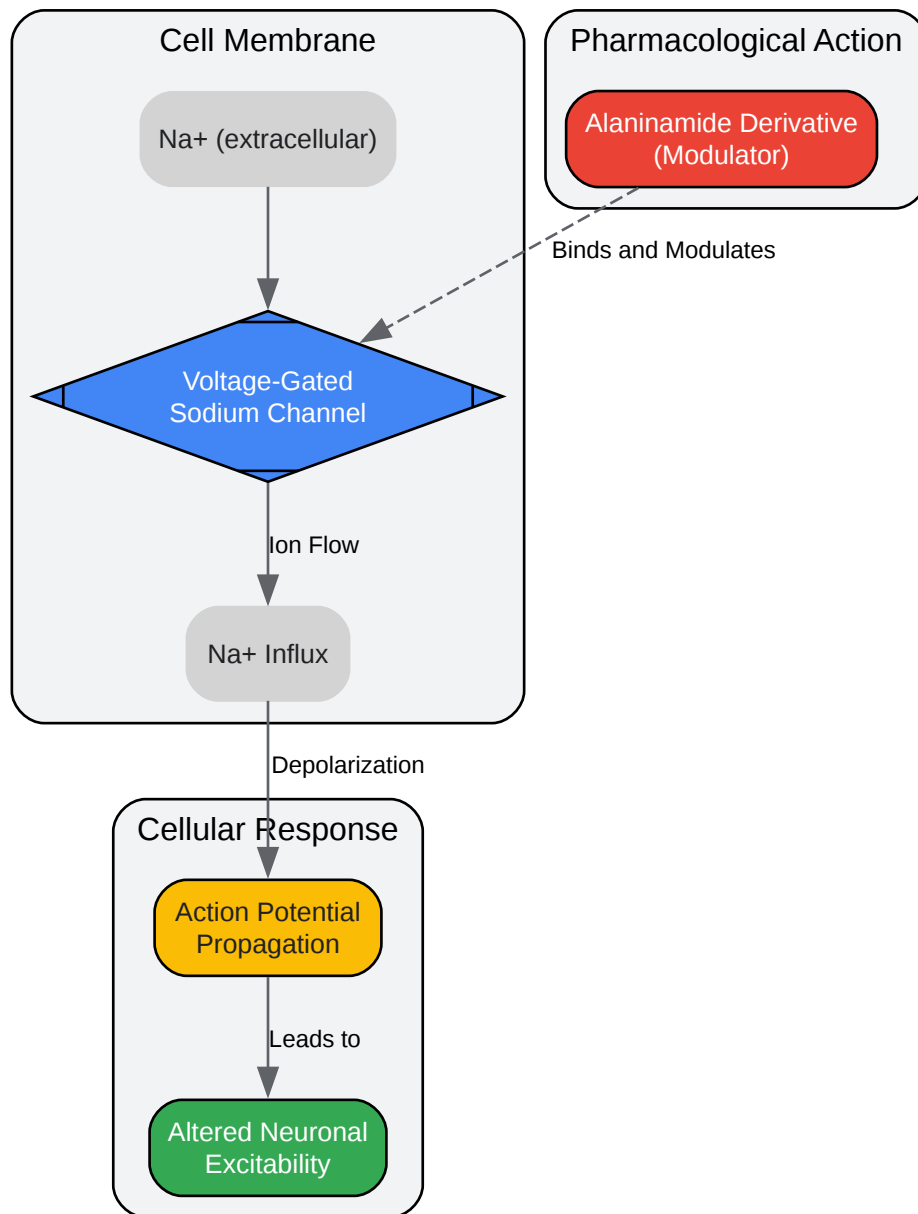 Cell Membrane
Pharmacological Action
Na+ (extracellular)
Alaninamide Derivative
(Modulator)
Binds and Modulates
Voltage-Gated
Sodium Channel
Ion Flow
Na+ Influx
Depolarization
Cellular Response
Action Potential
Propagation
Leads to
Altered Neuronal
Excitability